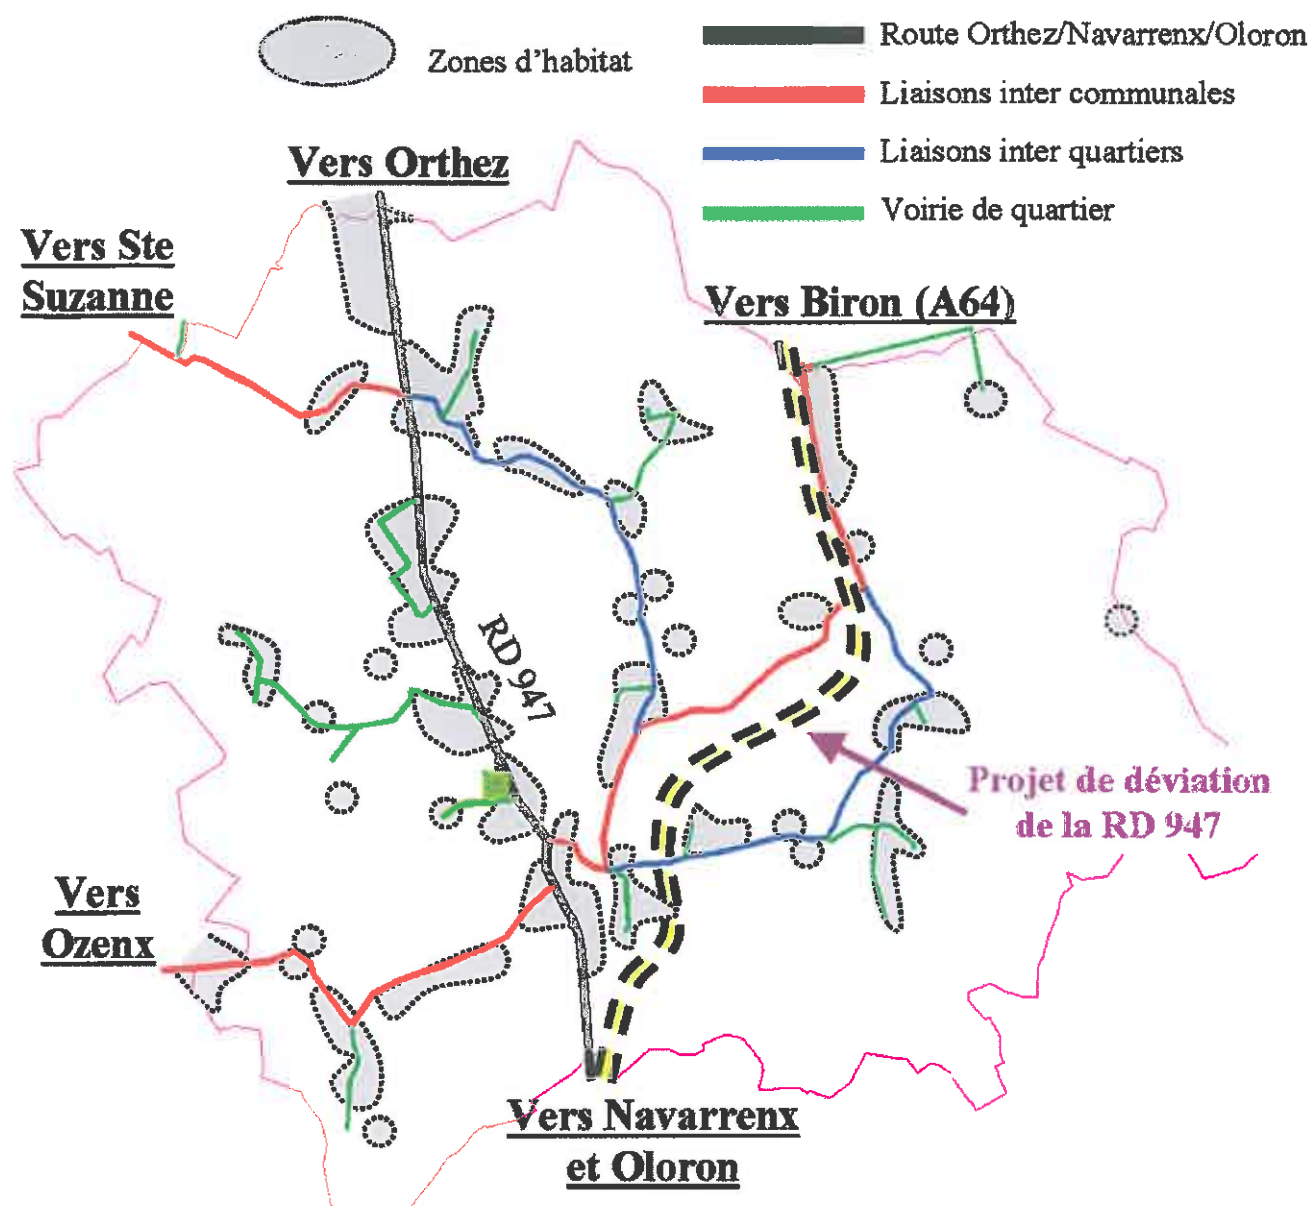 Zones d'habitat
Route Orthez/Navarrenx/Oloron
Liaisons inter communales
Liaisons inter quartiers
Voirie de quartier
Vers Orthez
Vers Ste
Suzanne
Vers Biron (A64)
RD 947
Projet de déviation
de la RD 947
Vers
Ozenx
Vers Navarrenx
et Oloron